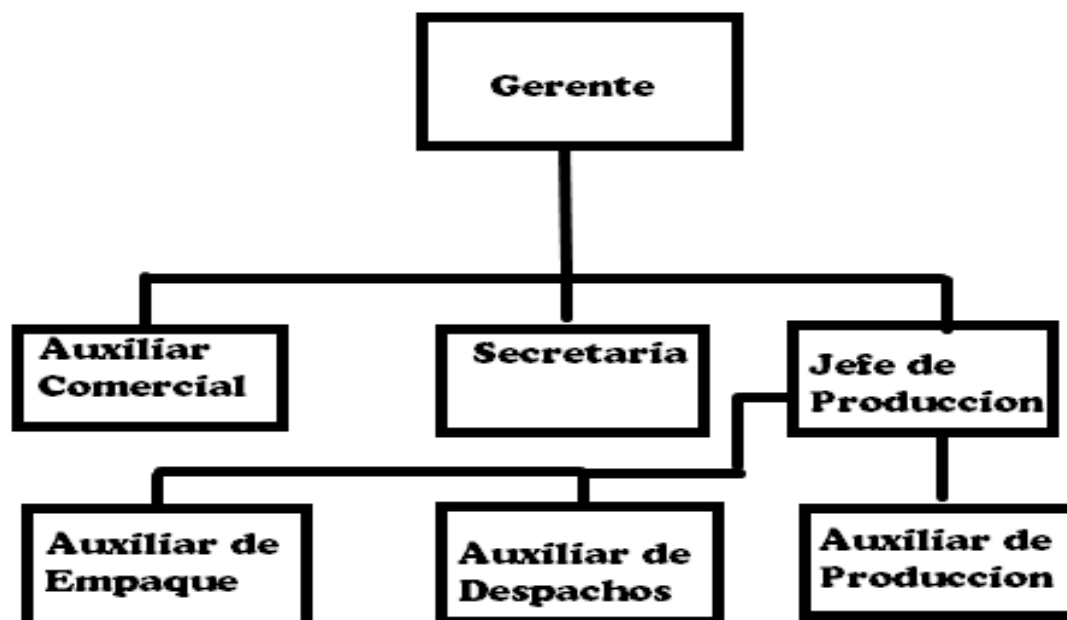 Gerente
Auxiliar
Comercial
Secretaria
Jefe de
Produccion
Auxiliar de
Empaque
Auxiliar de
Despachos
Auxiliar de
Produccion